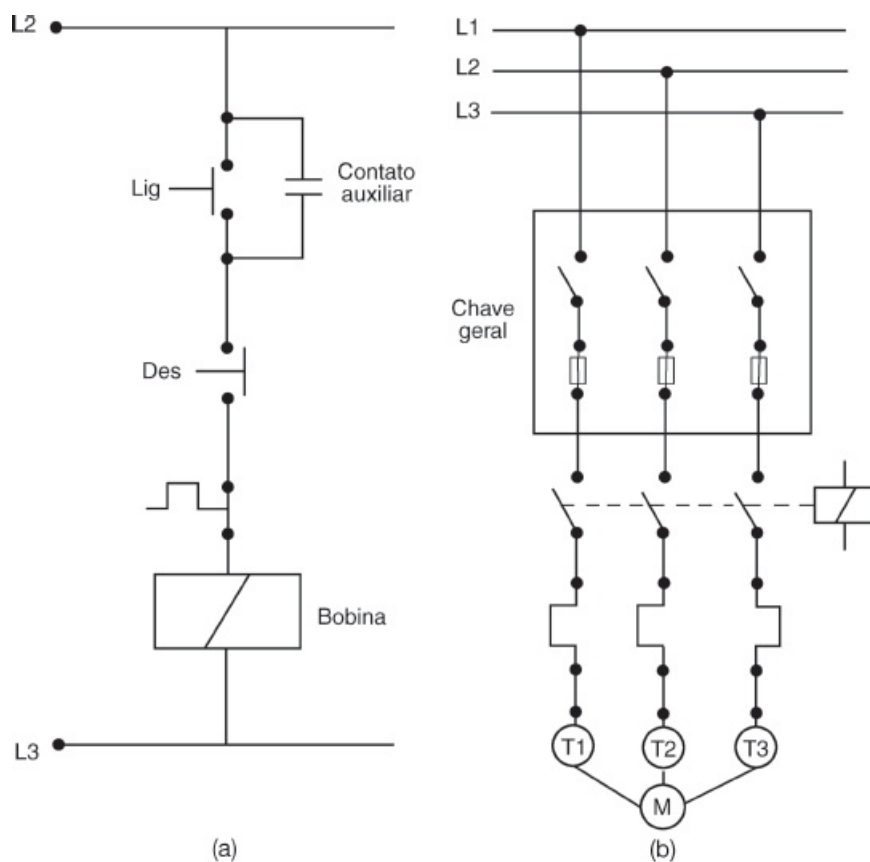 L2
Lig
Contato
auxiliar
Des
Bobina
L3
(a)
L1
L2
L3
Chave
geral
T1 T2 T3
M
(b)